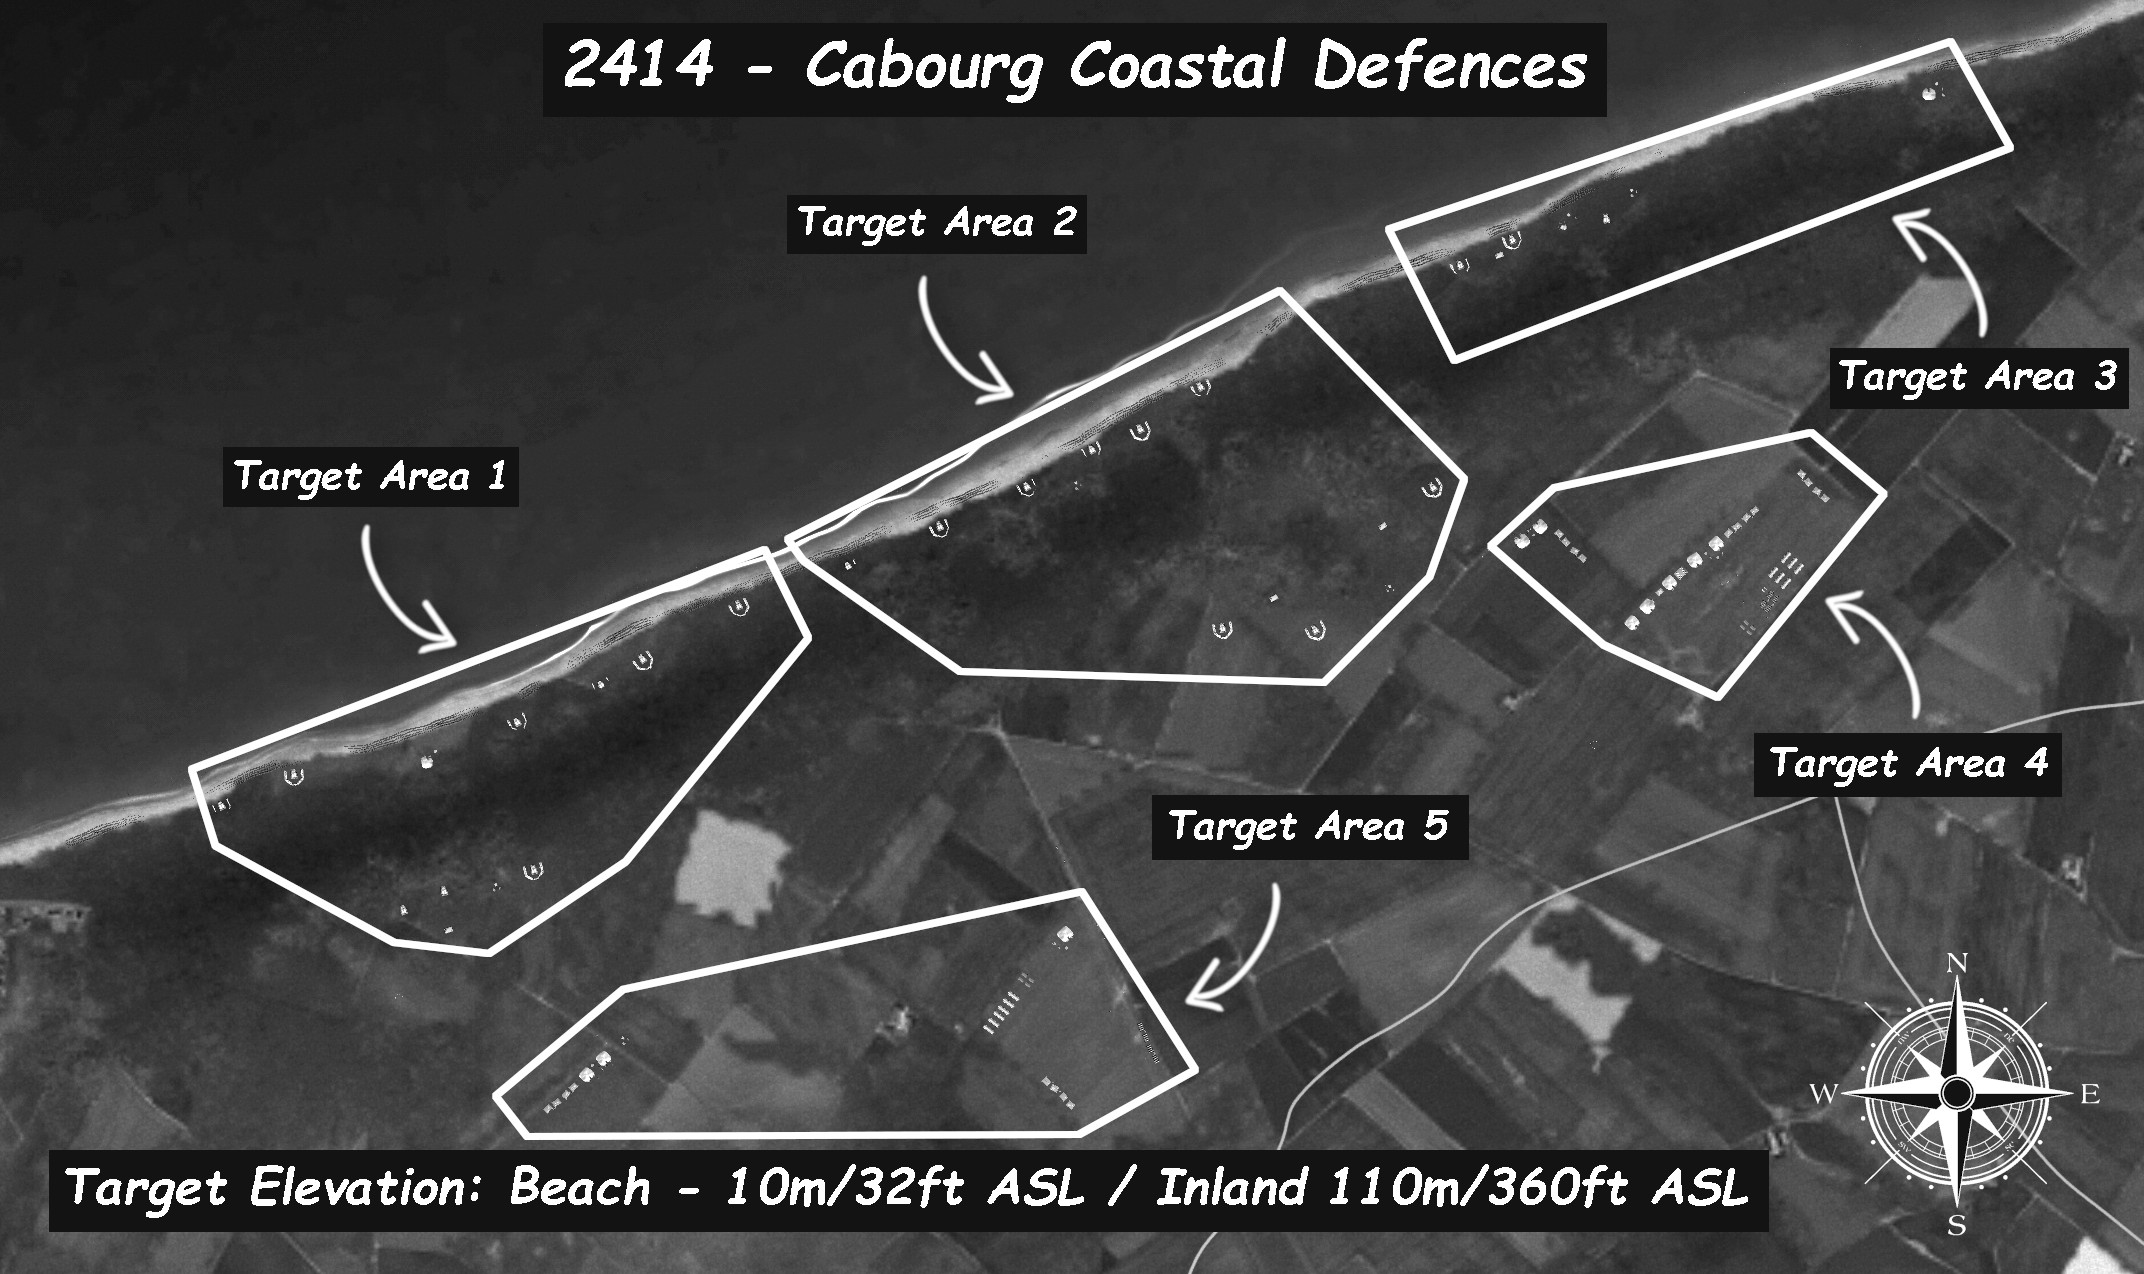 2414 - Cabourg Coastal Defences
Target Area 2
Target Area 3
Target Area 1
Target Area 4
Target Area 5
N
W
E
S
Target Elevation: Beach - 10m/32ft ASL / Inland 110m/360ft ASL